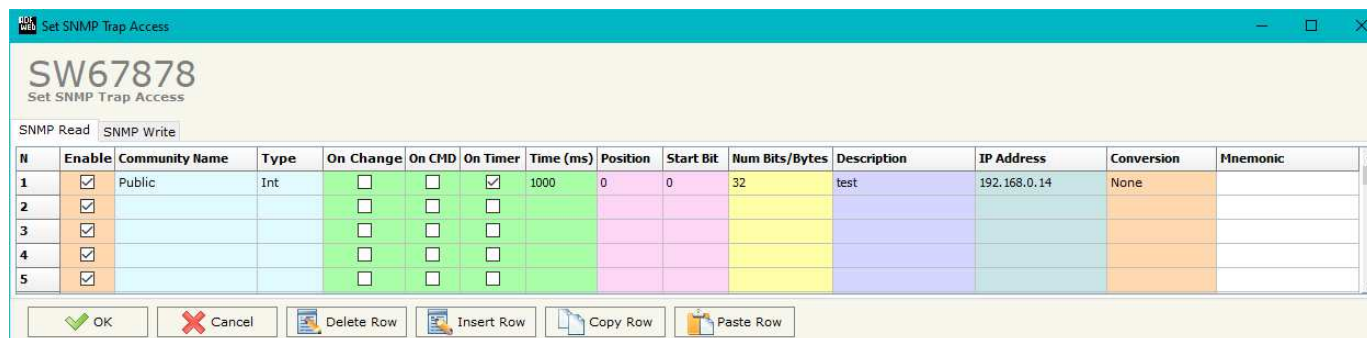 ADF
WEB Set SNMP Trap Access
SW67878
Set SNMP Trap Access
SNMP Read SNMP Write
N Enable Community Name Type On Change On CMD On Timer Time (ms) Position Start Bit Num Bits/Bytes Description IP Address Conversion Mnemonic
1 Public Int 1000 0 0 32 test 192.168.0.14 None
2
3
4
5
OK Cancel Delete Row Insert Row Copy Row Paste Row